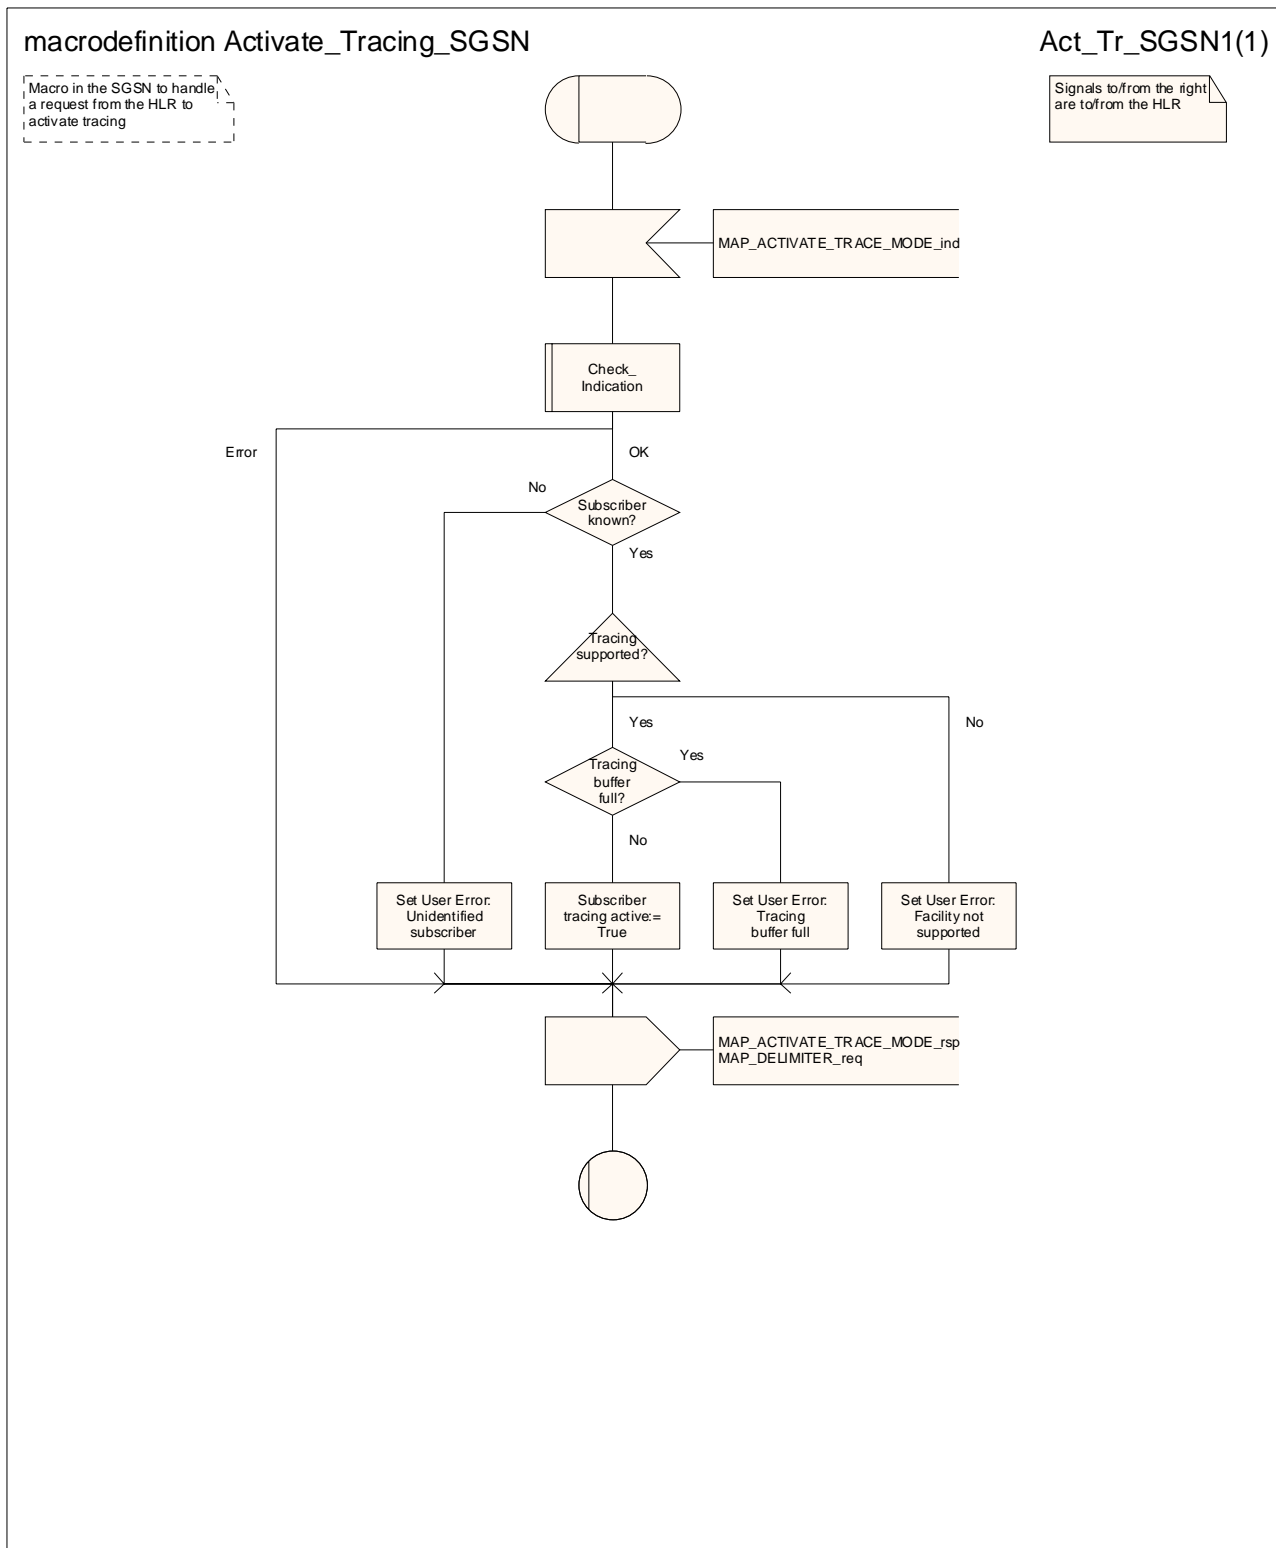 macrodefinition Activate_Tracing_SGSN
Act_Tr_SGSN1(1)
Macro in the SGSN to handle
a request from the HLR to
activate tracing
Signals to/from the right
are to/from the HLR
MAP_ACTIVATE_TRACE_MODE_ind
Check_
Indication
Error
OK
No
Subscriber
known?
Yes
Tracing
supported?
Yes
No
Yes
Tracing
buffer
full?
No
Set User Error:
Unidentified
subscriber
Subscriber
tracing active:=
True
Set User Error:
Tracing
buffer full
Set User Error:
Facility not
supported
MAP_ACTIVATE_TRACE_MODE_rsp
MAP_DELIMITER_req